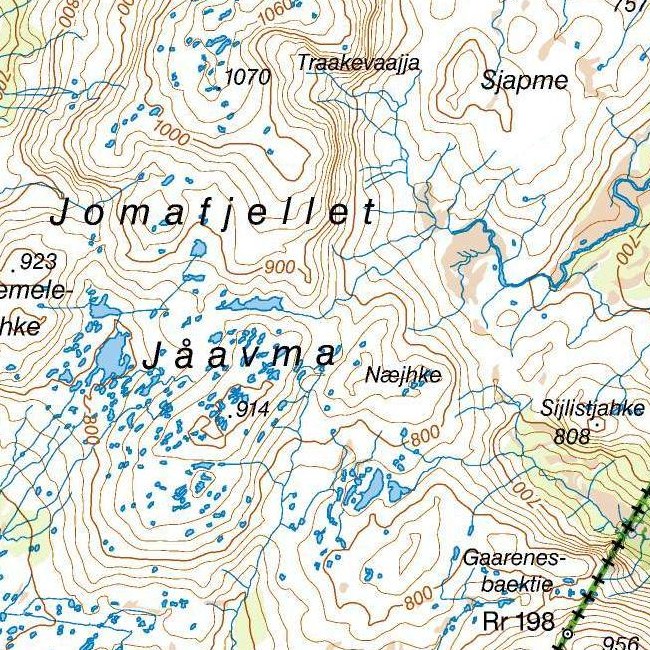 1060
757
800
Traakevaajja
1070
Sjapme
1000
Jomafjellet
700
923
900
emele-
hke
Jåavma
Næjhke
914
Sijlistjahke
808
800
800
700
Gaarenes-
baektie
800
Rr 198
956